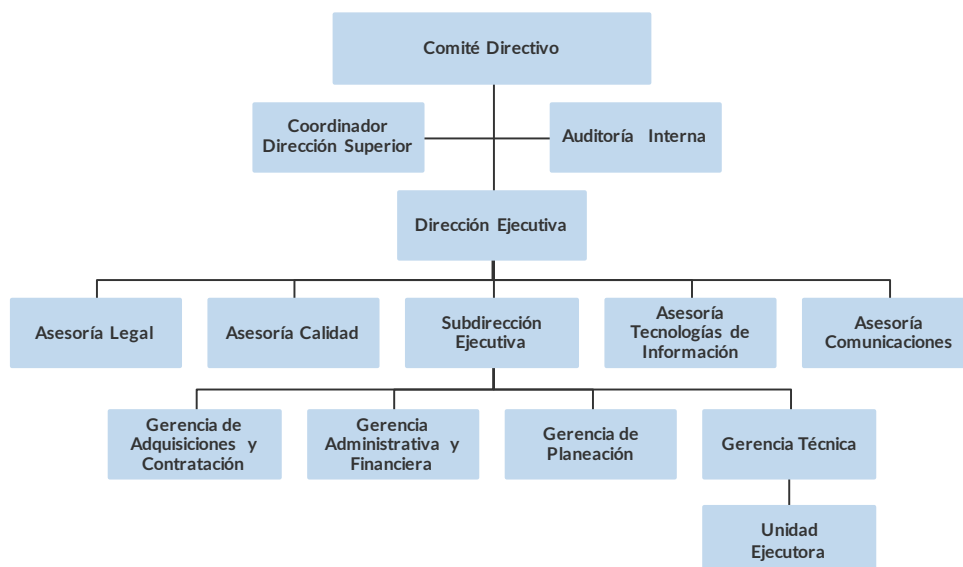 Comité Directivo
Coordinador
Dirección Superior
Auditoría Interna
Dirección Ejecutiva
Asesoría Legal
Asesoría Calidad
Subdirección
Ejecutiva
Asesoría
Tecnologías de
Información
Asesoría
Comunicaciones
Gerencia de
Adquisiciones y
Contratación
Gerencia
Administrativa y
Financiera
Gerencia de
Planeación
Gerencia Técnica
Unidad
Ejecutora